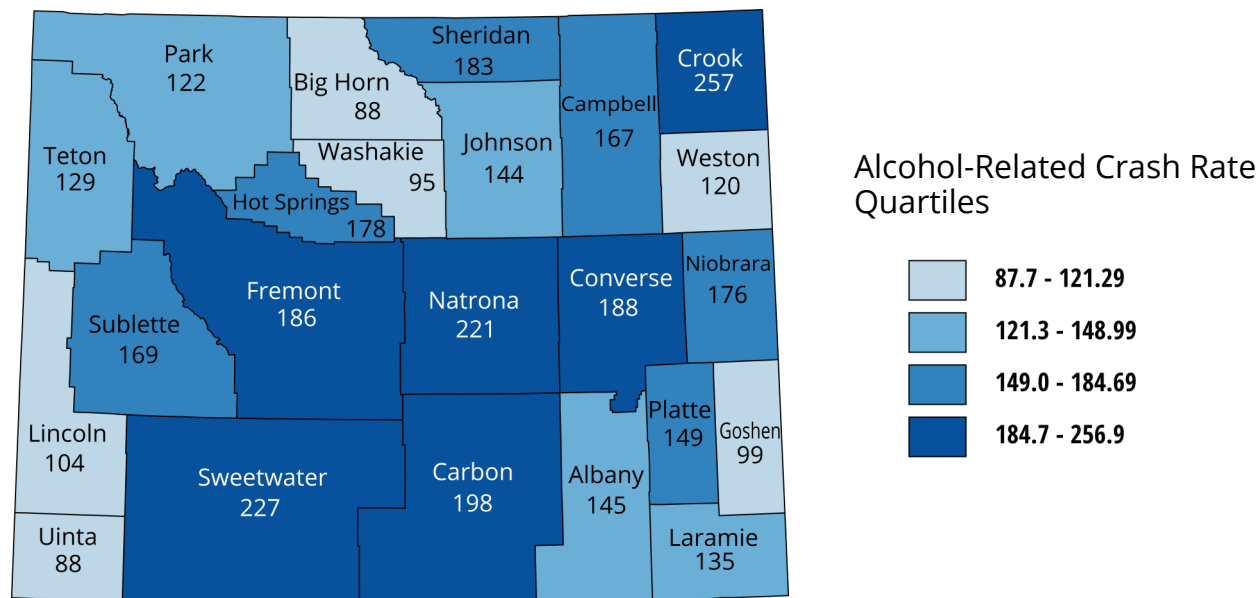 Park
122
Big Horn
88
Sheridan
183
Campbell
167
Crook
257
Teton
129
Washakie
95
Johnson
144
Weston
120
Hot Springs
178
Fremont
186
Natrona
221
Converse
188
Niobrara
176
Sublette
169
Lincoln
104
Sweetwater
227
Carbon
198
Albany
145
Platte
149
Goshen
99
Uinta
88
Laramie
135
Alcohol-Related Crash Rate
Quartiles
87.7 - 121.29
121.3 - 148.99
149.0 - 184.69
184.7 - 256.9